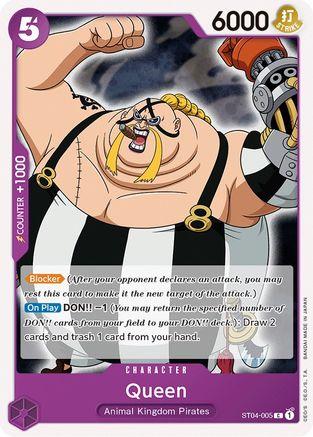 5
6000
打
STRIKE
COUNTER +1000
Blocker (After your opponent declares an attack, you may
rest this card to make it the new target of the attack.)
On Play DON!! −1 (You may return the specified number of
DON!! cards from your field to your DON!! deck.): Draw 2
cards and trash 1 card from your hand.
CHARACTER
Queen
Animal Kingdom Pirates
ST04-005 C 1
BANDAI MADE IN JAPAN